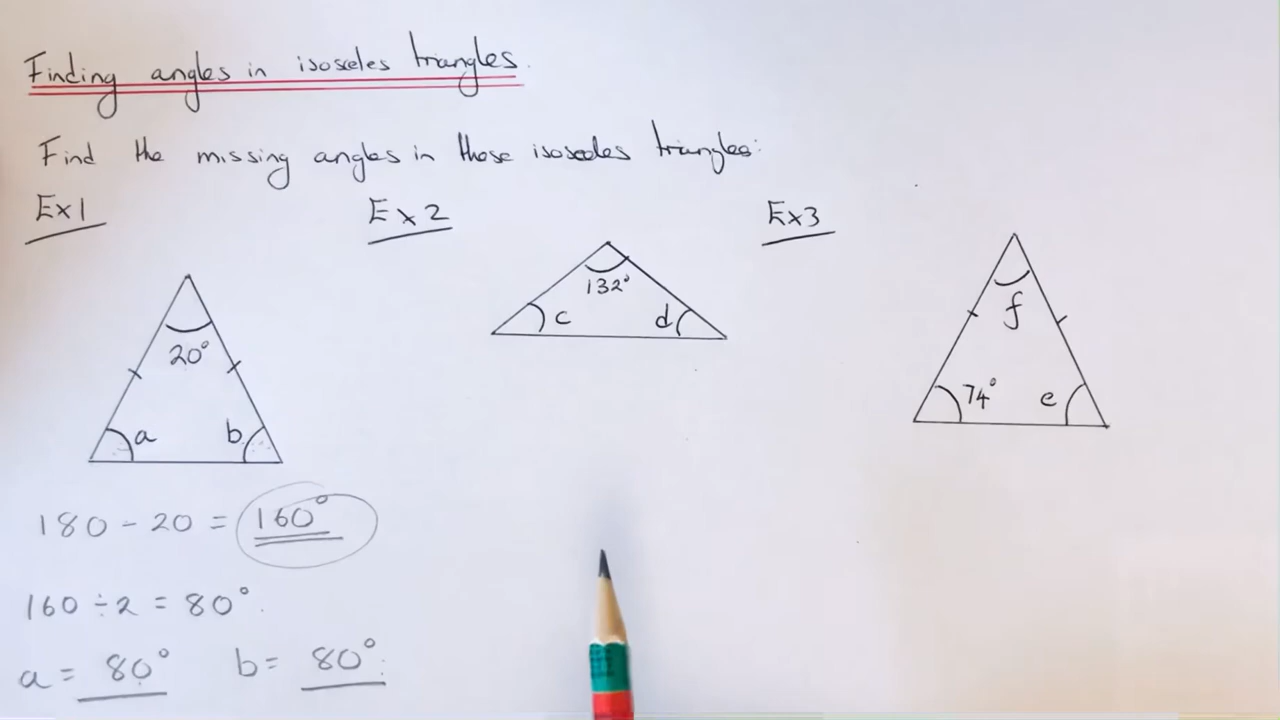 Finding angles in isosceles triangles.
Find the missing angles in these isosceles triangles:
Ex1
Ex2
Ex3
20°
a
b
132°
c
d
f
74°
e
180 - 20 = 160°
160 ÷ 2 = 80°.
a = 80°
b = 80°.